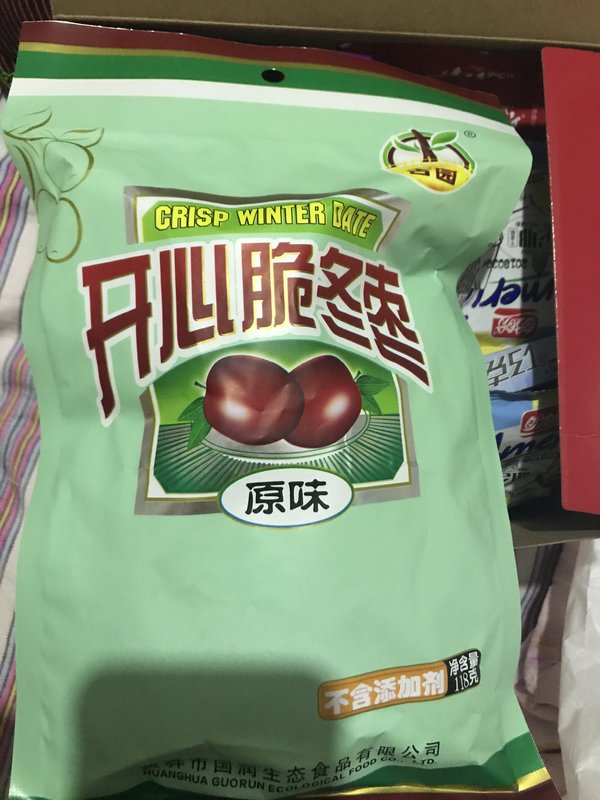 ®
CRISP WINTER DATE
开心脆冬枣
原味
不含添加剂
净含量
118克
骅市国润生态食品有限公司
HUANGHUA GUORUN ECOLOGICAL FOOD CO., LTD.